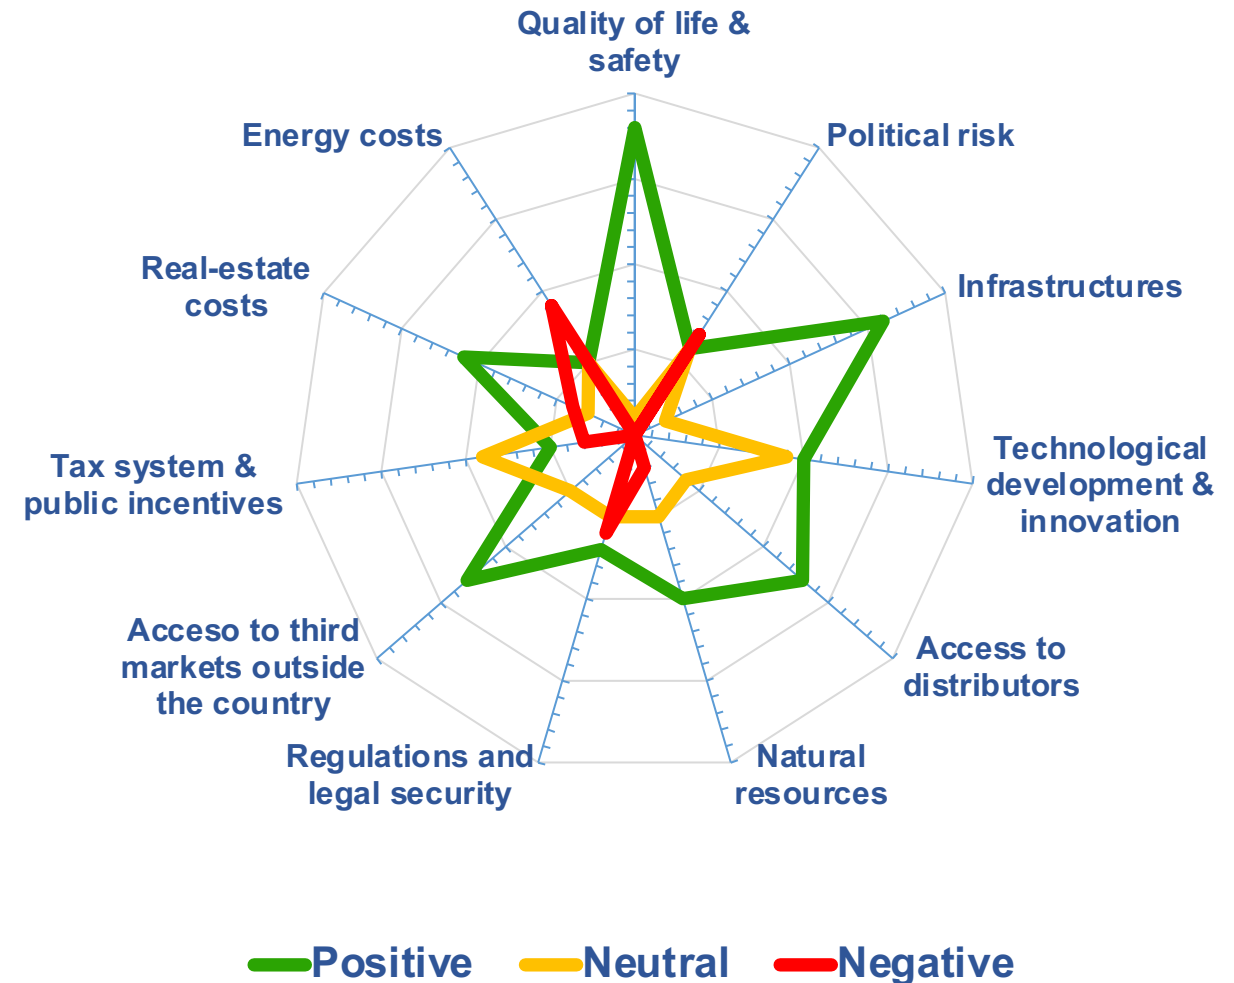 Quality of life &
safety
Energy costs
Political risk
Real-estate
costs
Infrastructures
Tax system &
public incentives
Technological
development &
innovation
Acceso to third
markets outside
the country
Access to
distributors
Regulations and
legal security
Natural
resources
Positive
Neutral
Negative